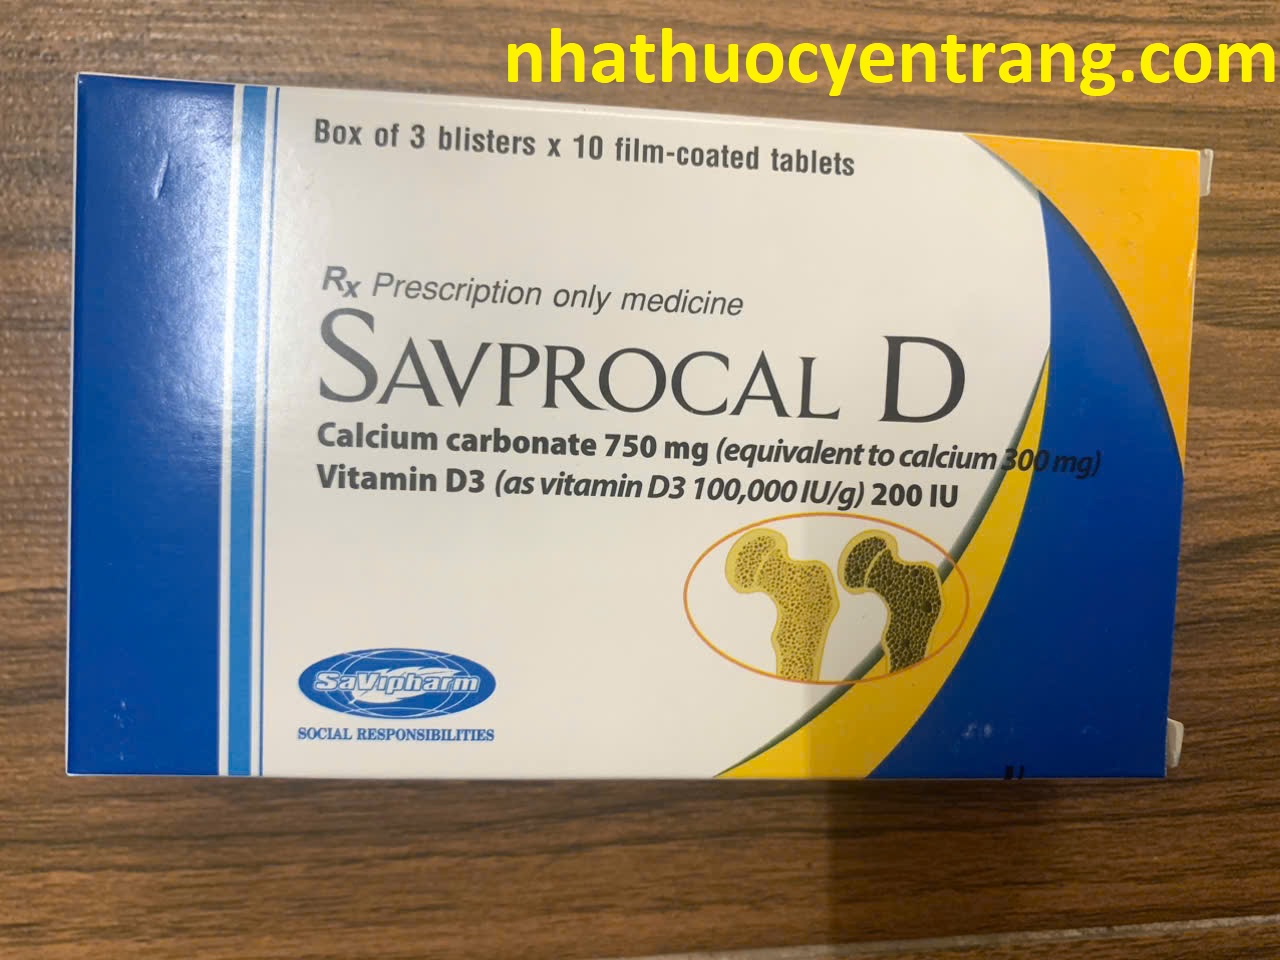 nhathuocyentrang.com
Box of 3 blisters x 10 film-coated tablets
Rx Prescription only medicine
SAVPROCAL D
Calcium carbonate 750 mg (equivalent to calcium 300 mg)
Vitamin D3 (as vitamin D3 100,000 IU/g) 200 IU
SaVipharm
SOCIAL RESPONSIBILITIES